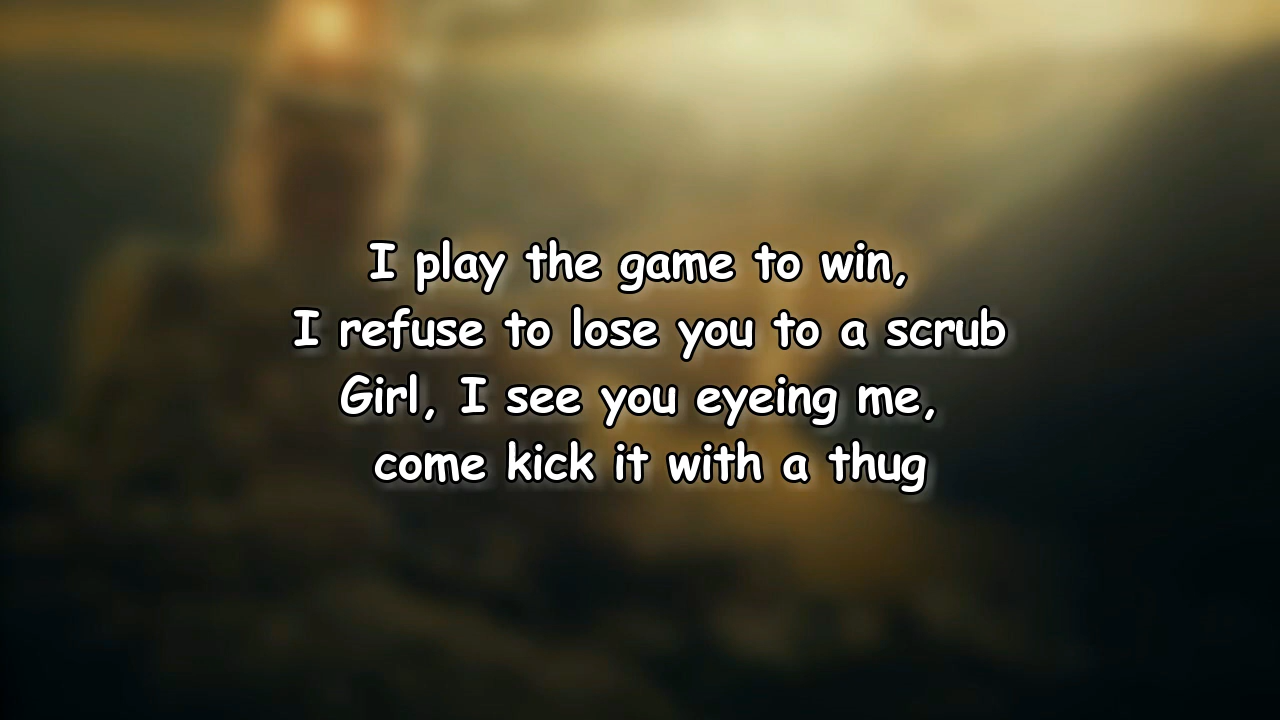 I play the game to win,
I refuse to lose you to a scrub
Girl, I see you eyeing me,
come kick it with a thug